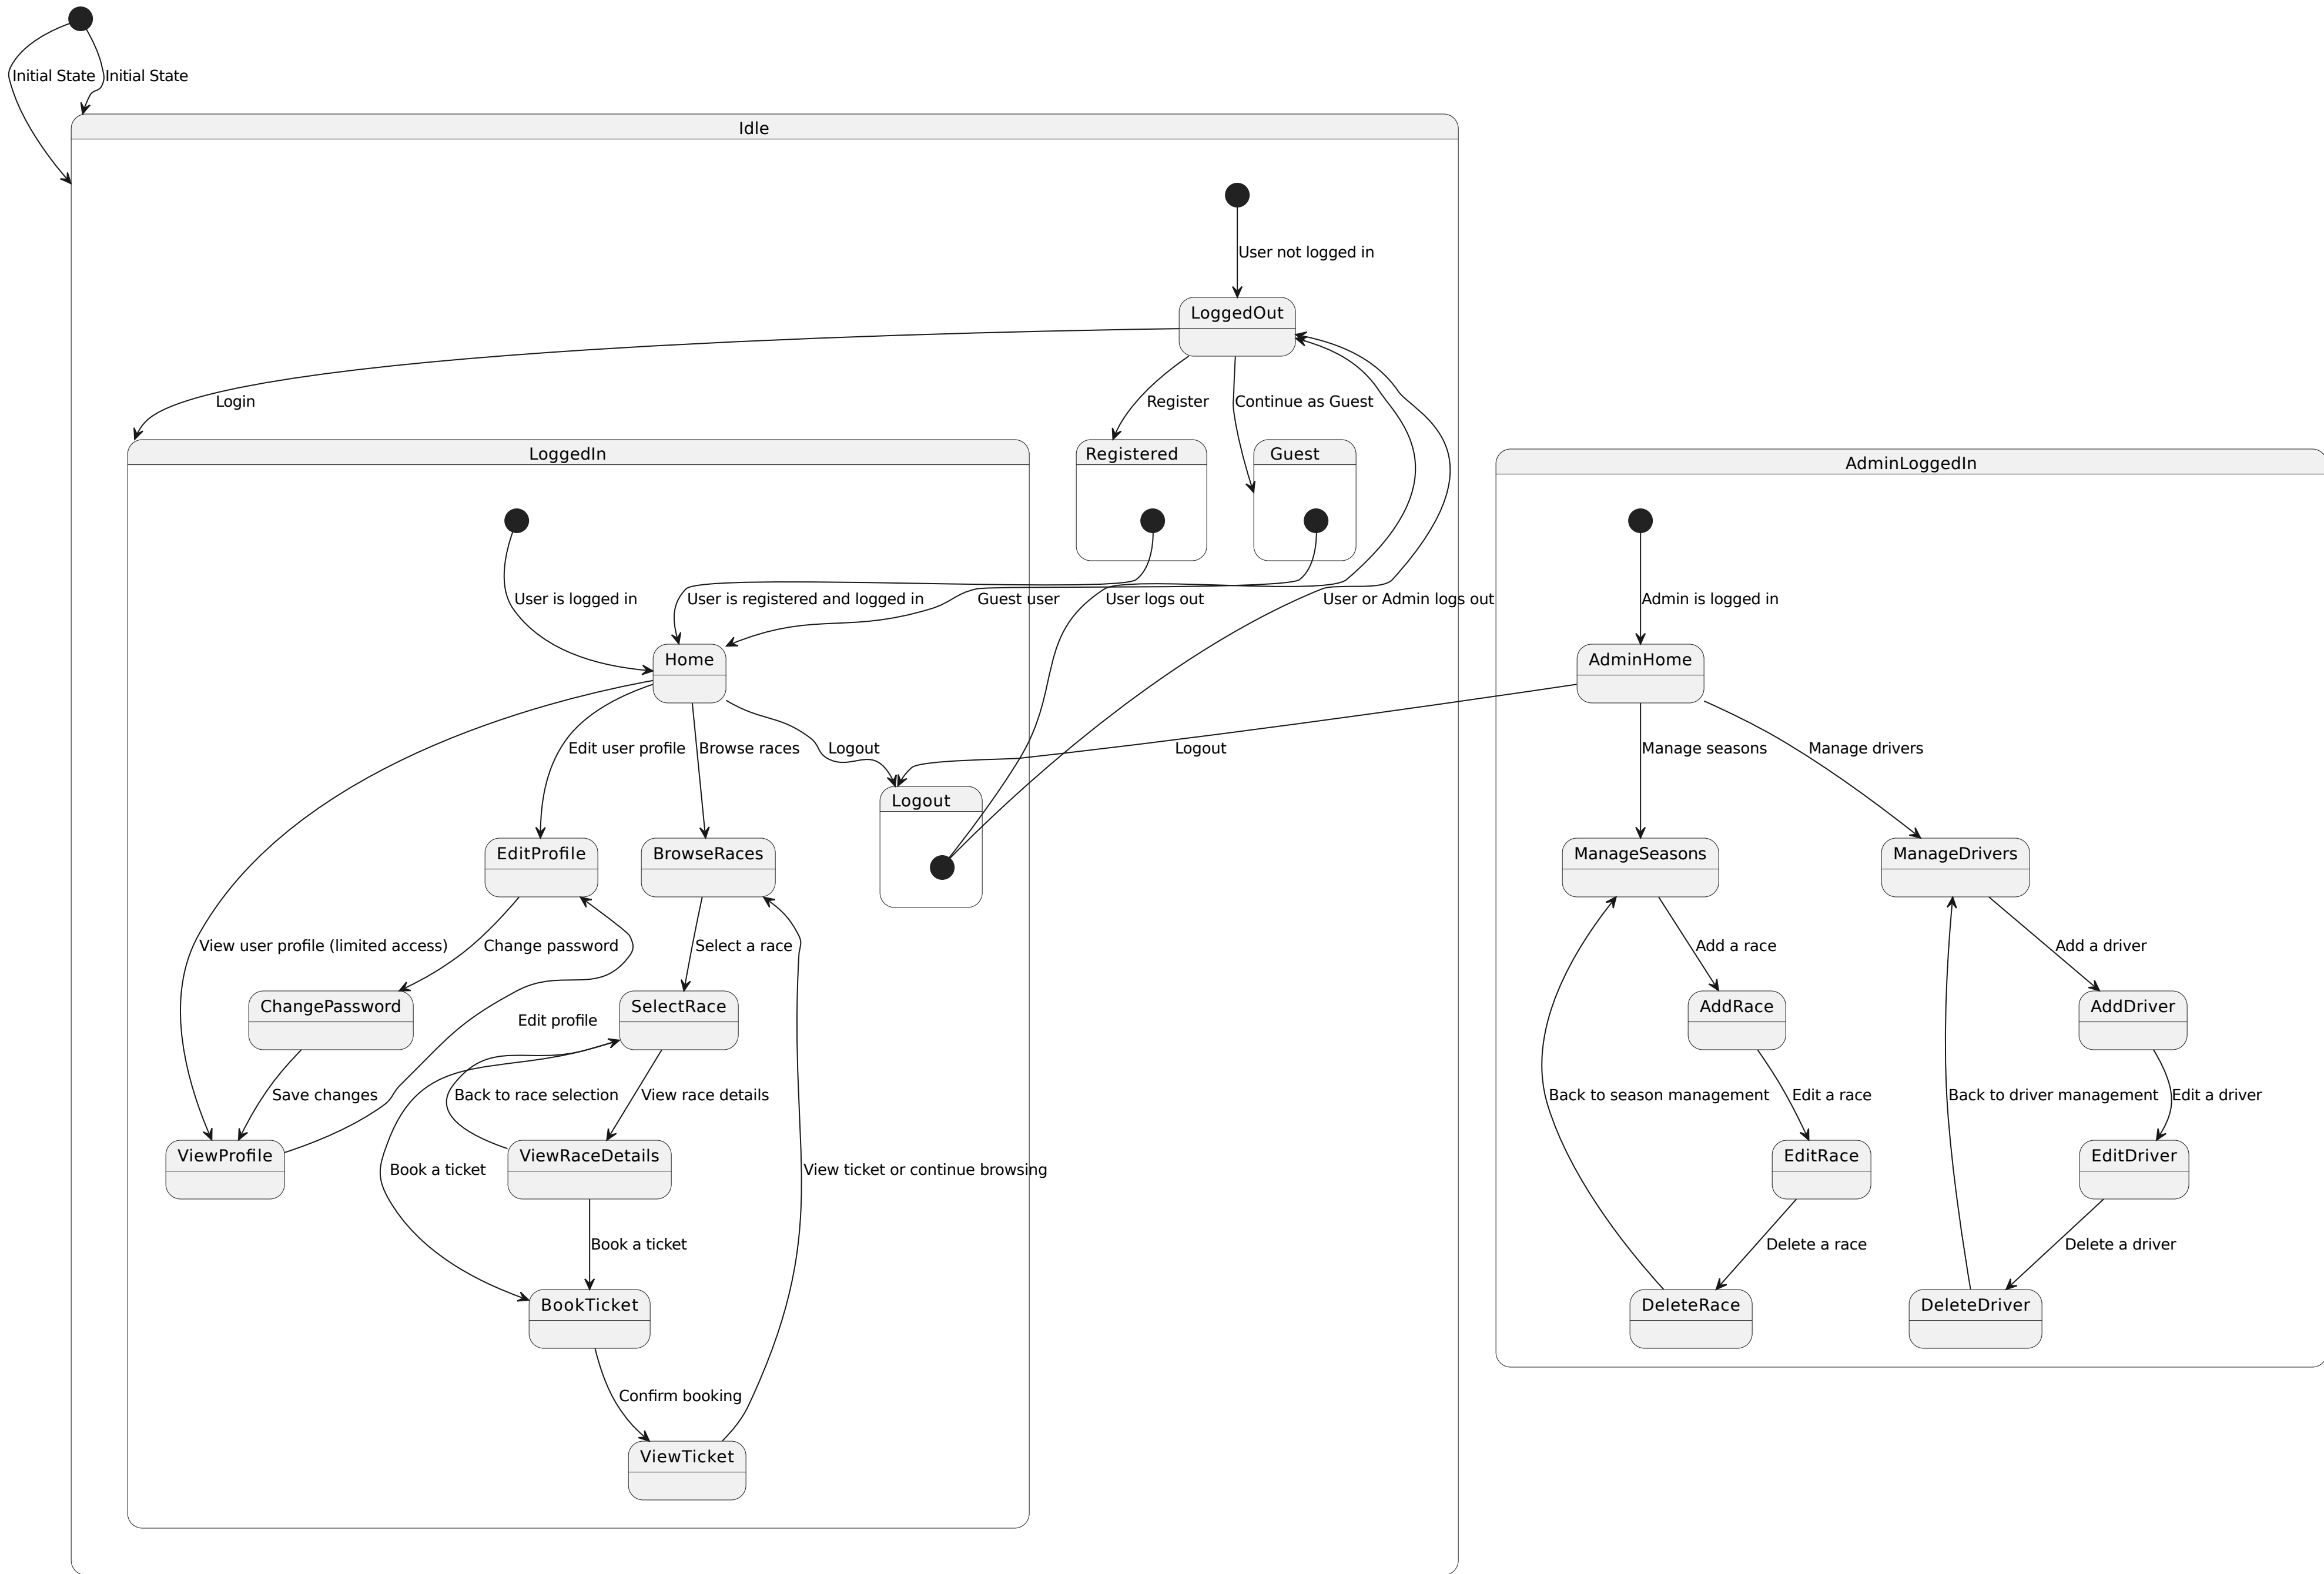 Initial State
Initial State
Idle
User not logged in
LoggedOut
Login
Register
Continue as Guest
LoggedIn
Registered
Guest
AdminLoggedIn
User is logged in
User is registered and logged in
Guest user
User logs out
User or Admin logs out
Admin is logged in
Home
AdminHome
Edit user profile
Browse races
Logout
Logout
Manage seasons
Manage drivers
Logout
EditProfile
BrowseRaces
ManageSeasons
ManageDrivers
View user profile (limited access)
Change password
Select a race
Add a race
Add a driver
ChangePassword
SelectRace
AddRace
AddDriver
Edit profile
Save changes
Back to race selection
View race details
Back to season management
Edit a race
Back to driver management
Edit a driver
ViewProfile
ViewRaceDetails
EditRace
EditDriver
Book a ticket
View ticket or continue browsing
Book a ticket
Delete a race
Delete a driver
BookTicket
DeleteRace
DeleteDriver
Confirm booking
ViewTicket